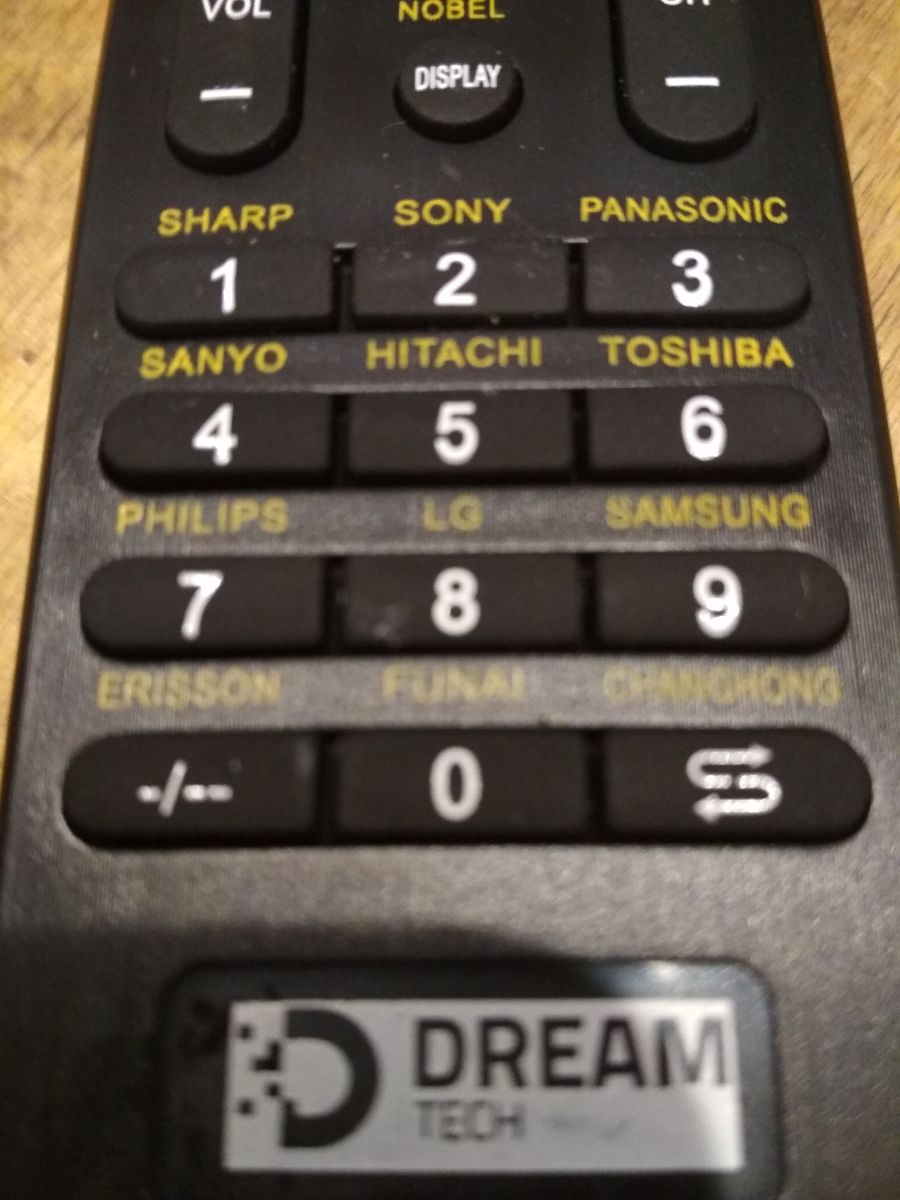 VOL NOBEL
DISPLAY
SHARP SONY PANASONIC
1 2 3
SANYO HITACHI TOSHIBA
4 5 6
PHILIPS LG SAMSUNG
7 8 9
ERISSON FUNAI CHANGHONG
-/-- 0
DREAM
TECH